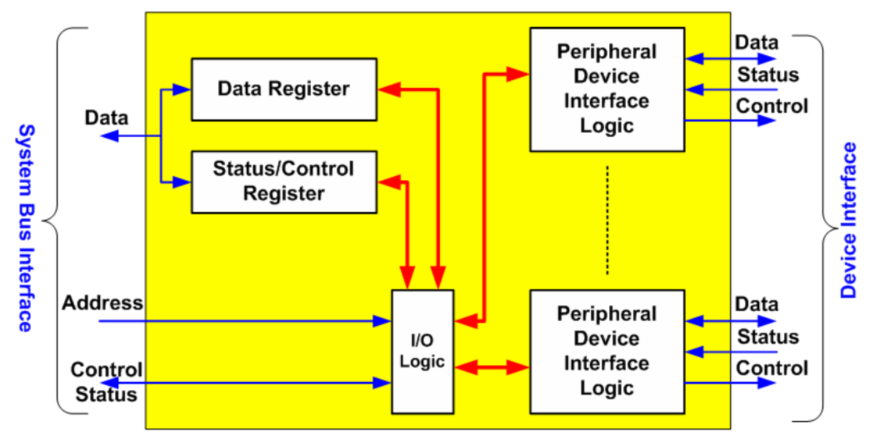 System Bus Interface
Data
Address
Control
Status
Data Register
Status/Control
Register
I/O
Logic
Peripheral
Device
Interface
Logic
Data
Status
Control
Peripheral
Device
Interface
Logic
Data
Status
Control
Device Interface